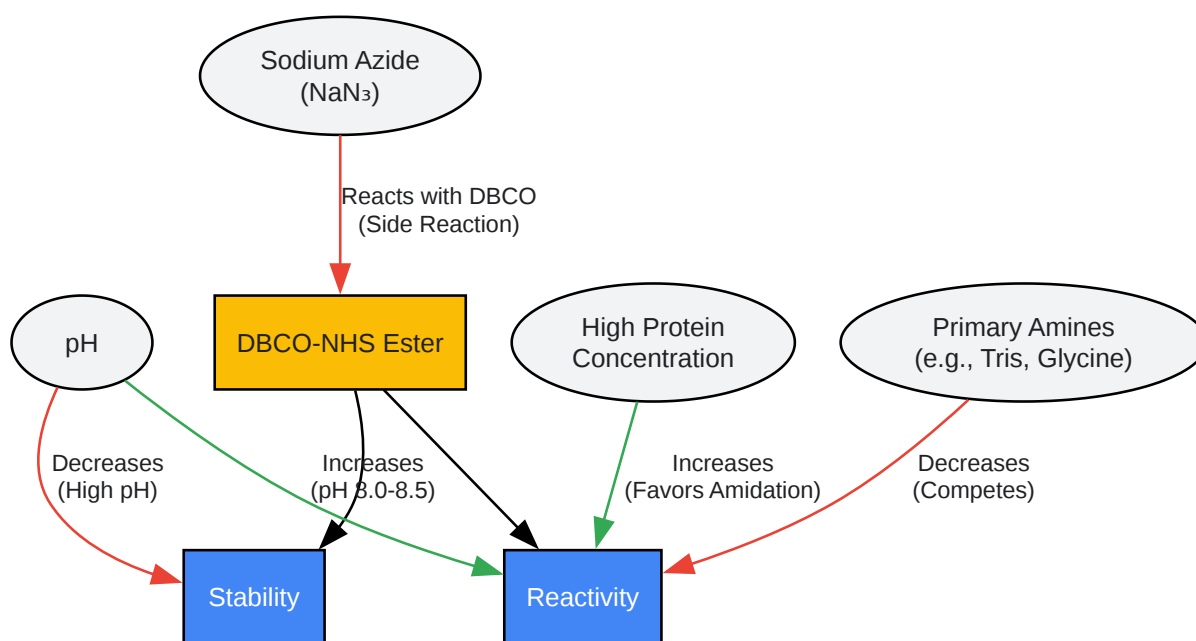 Sodium Azide
(NaN₃)
Reacts with DBCO
(Side Reaction)
pH
DBCO-NHS Ester
High Protein
Concentration
Primary Amines
(e.g., Tris, Glycine)
Decreases
(High pH)
Increases
(pH 8.0-8.5)
Increases
(Favors Amidation)
Decreases
(Competes)
Stability
Reactivity